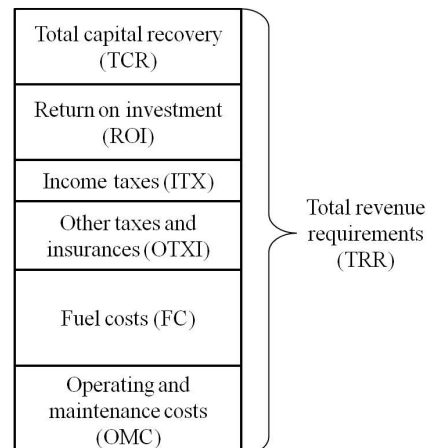 Total capital recovery
(TCR)
Return on investment
(ROI)
Income taxes (ITX)
Other taxes and
insurances (OTXI)
Fuel costs (FC)
Operating and
maintenance costs
(OMC)
Total revenue
requirements
(TRR)